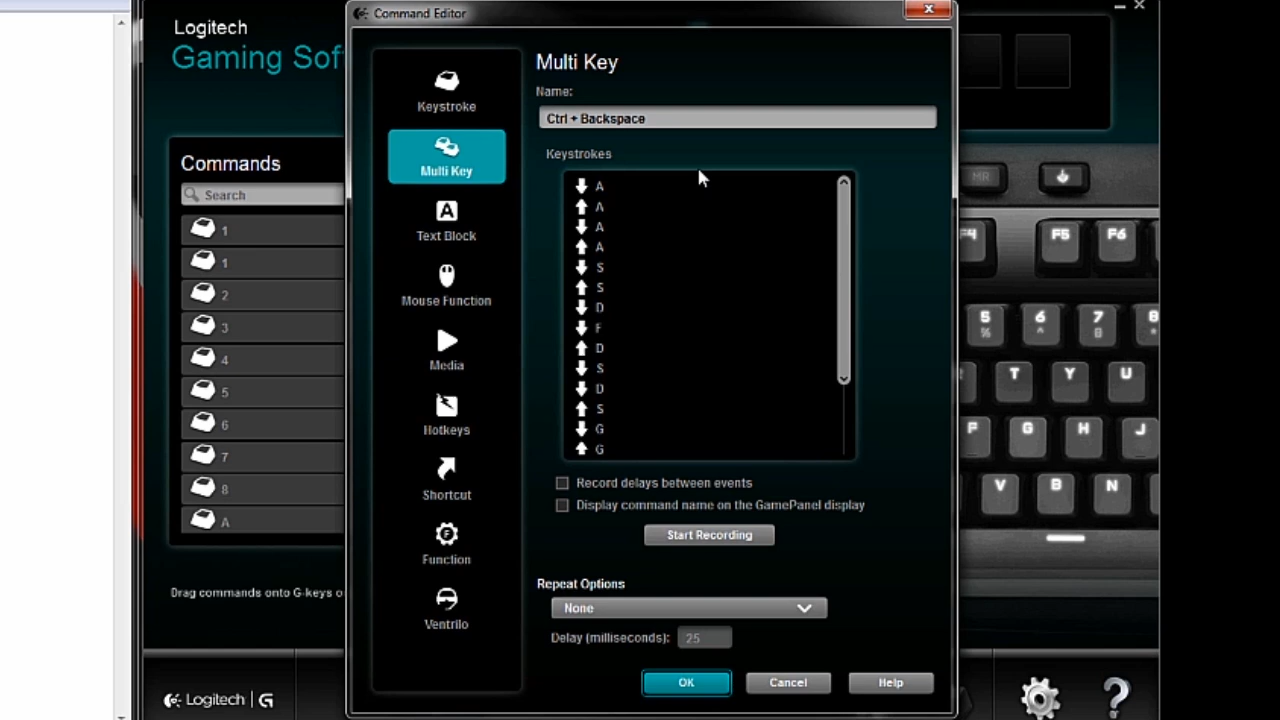 Command Editor
Logitech
Gaming Sof
Commands
Search
1
1
2
3
4
5
6
7
8
A
Drag commands onto G-keys o
Logitech | G
Keystroke
Multi Key
Text Block
Mouse Function
Media
Hotkeys
Shortcut
Function
Ventrilo
Multi Key
Name:
Ctrl + Backspace
Keystrokes
A
A
A
A
S
S
D
F
D
S
D
S
G
G
Record delays between events
Display command name on the GamePanel display
Start Recording
Repeat Options
None
Delay (milliseconds): 25
OK
Cancel
Help
MR
F4 F5 F6
5 6 7 8
% ^
T Y U
F G H J
V B N